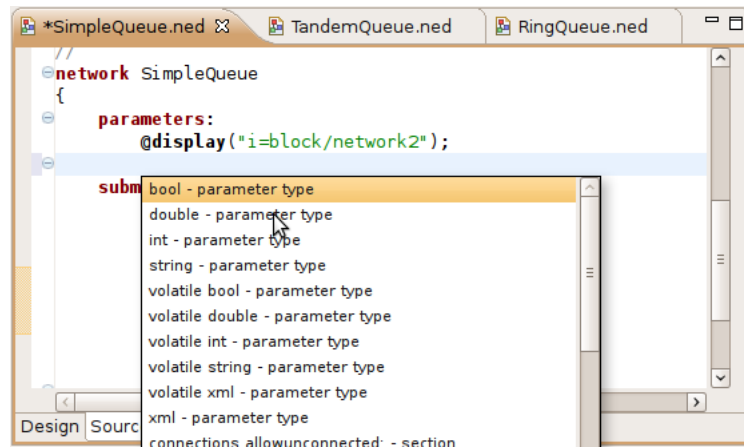 *SimpleQueue.ned TandemQueue.ned RingQueue.ned
//
network SimpleQueue
{
parameters:
@display("i=block/network2");
subm
bool - parameter type
double - parameter type
int - parameter type
string - parameter type
volatile bool - parameter type
volatile double - parameter type
volatile int - parameter type
volatile string - parameter type
volatile xml - parameter type
xml - parameter type
connections allowunconnected: - section
Design Sourc